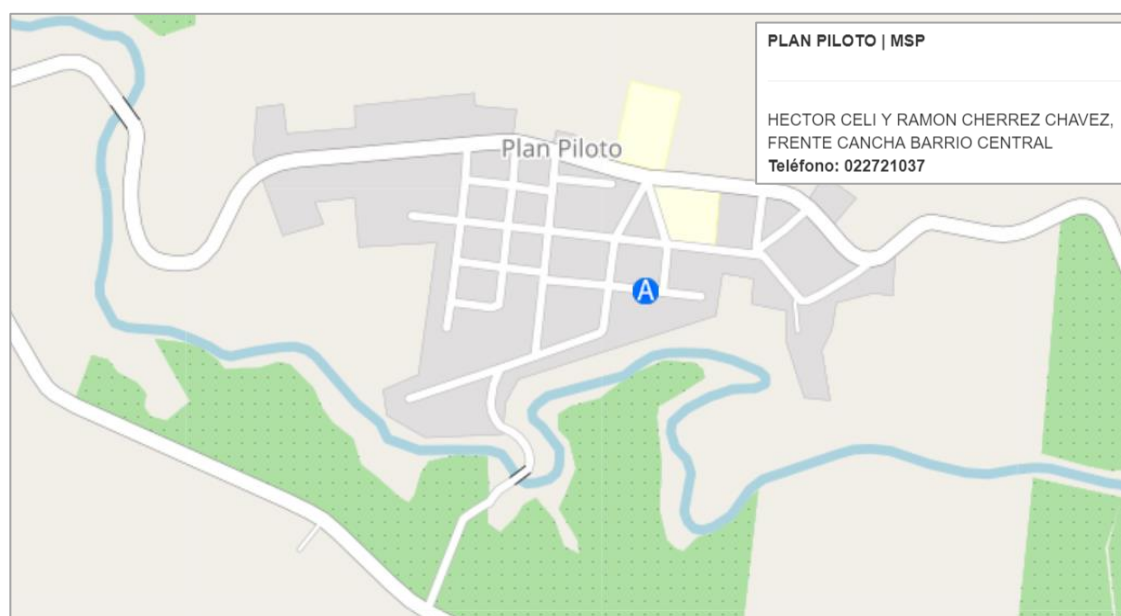 PLAN PILOTO | MSP
HECTOR CELI Y RAMON CHERREZ CHAVEZ,
FRENTE CANCHA BARRIO CENTRAL
Teléfono: 022721037
Plan Piloto
A